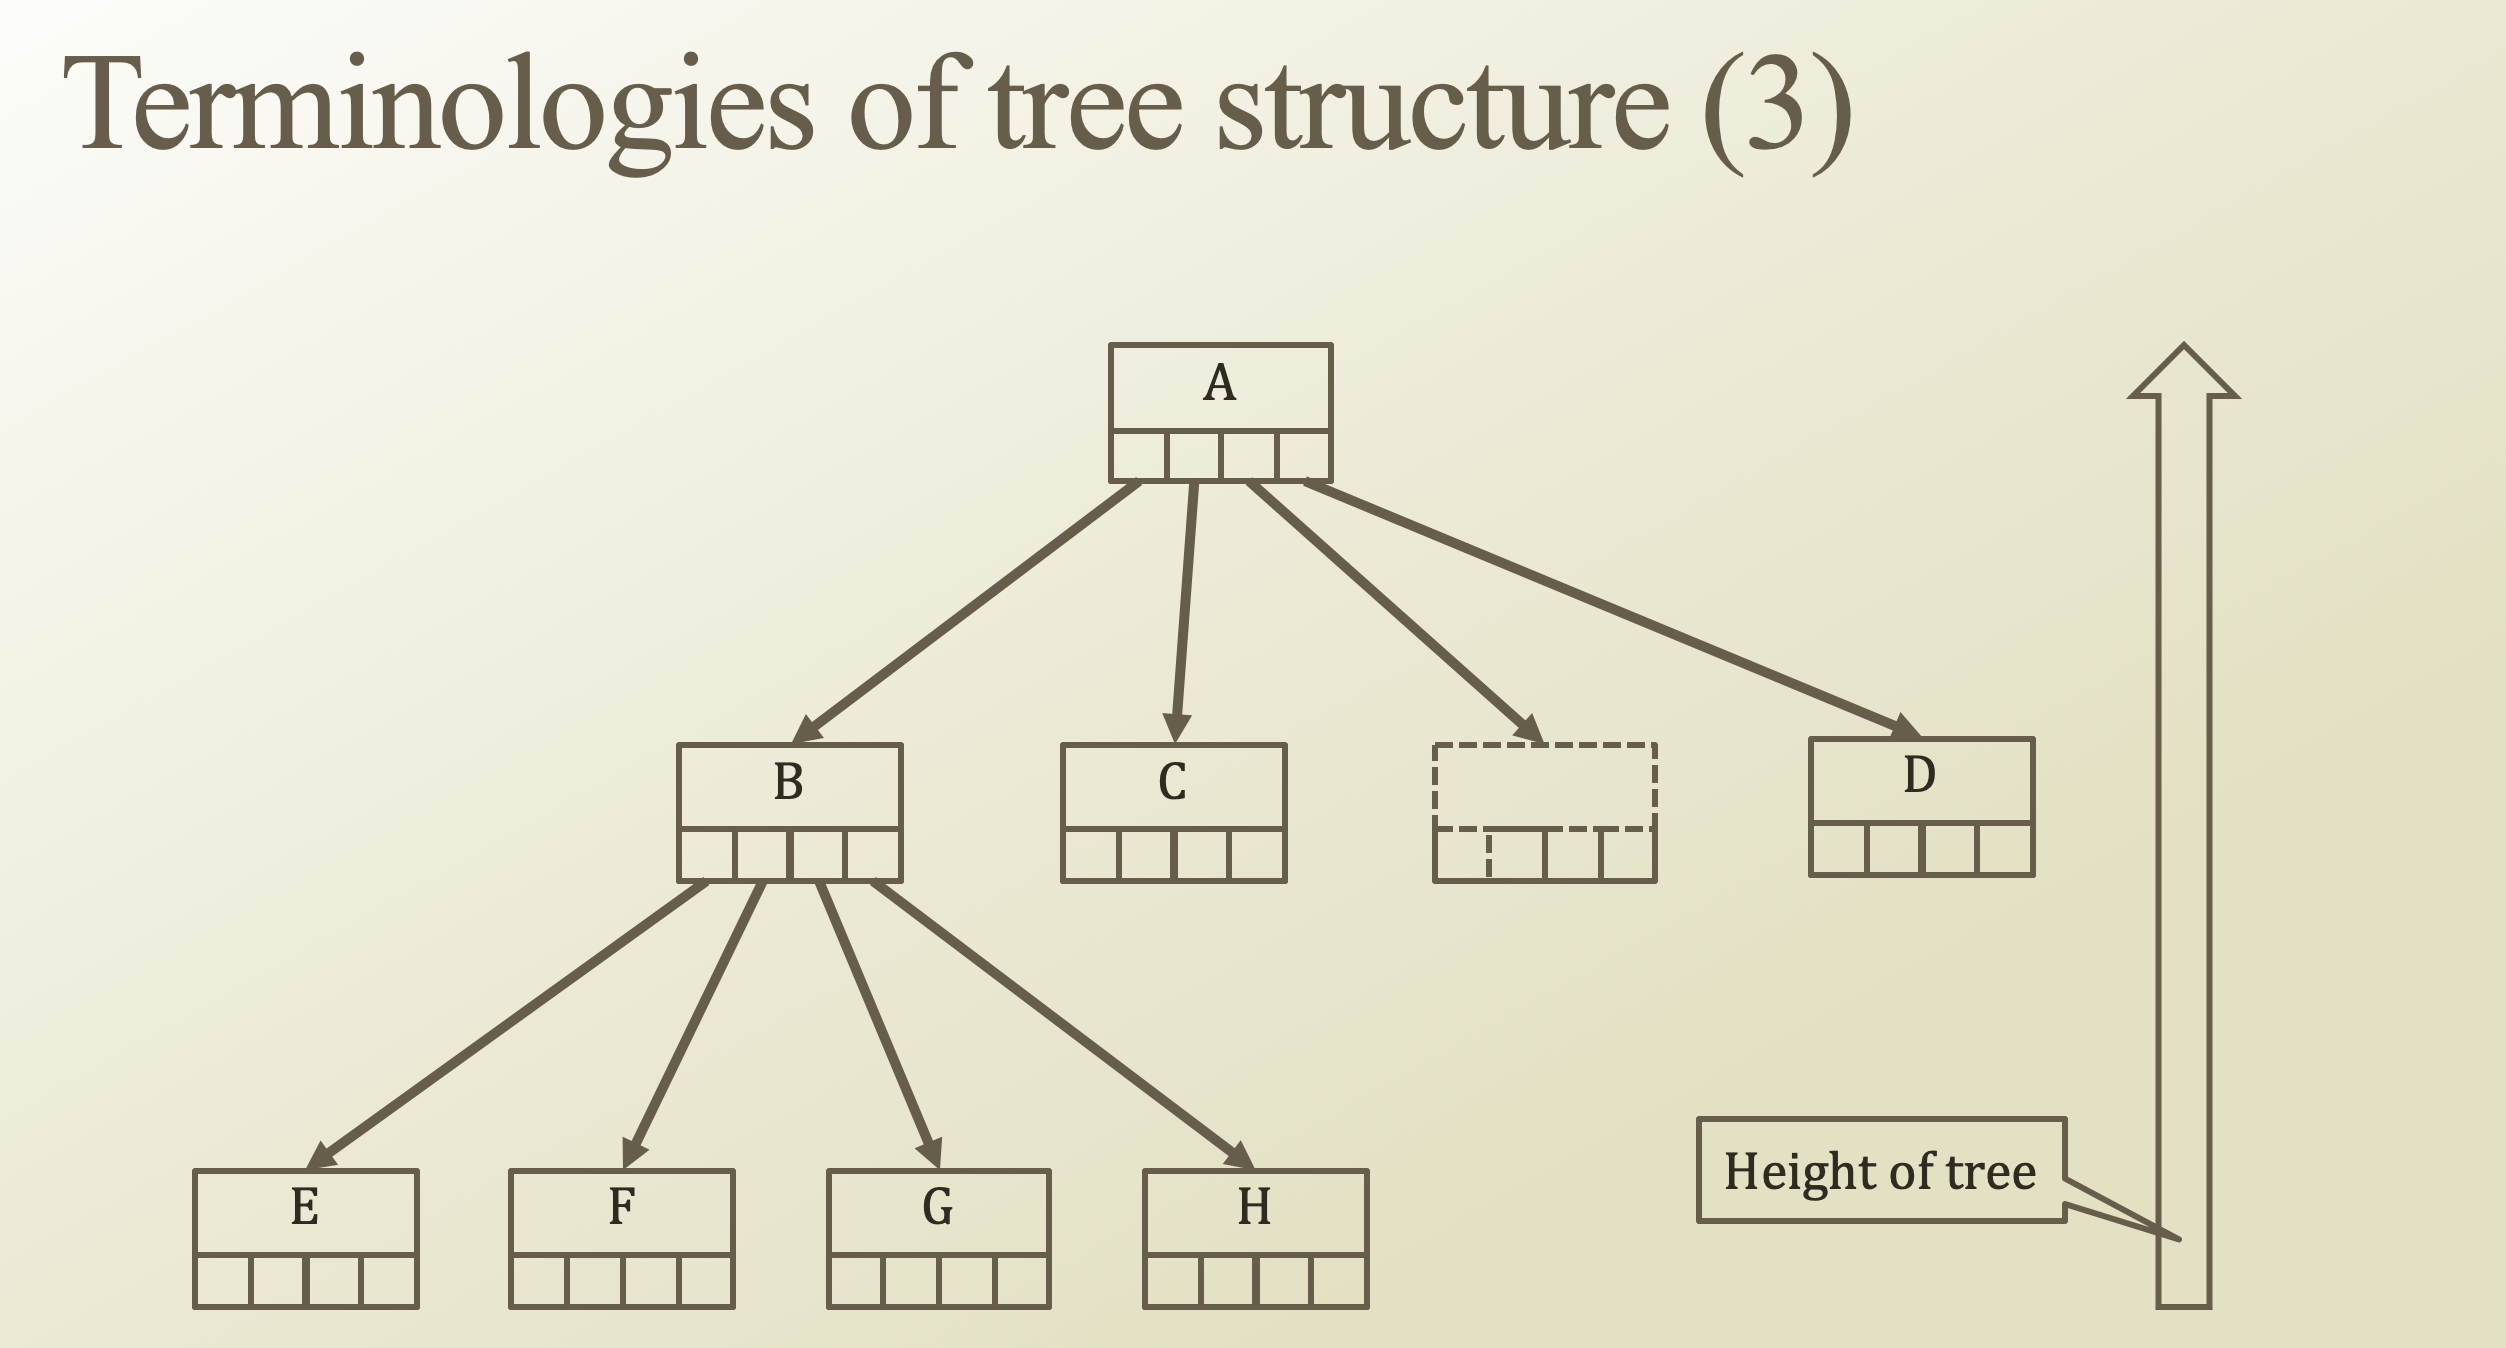 Terminologies of tree structure (3)
A
B
C
D
E
F
G
H
Height of tree